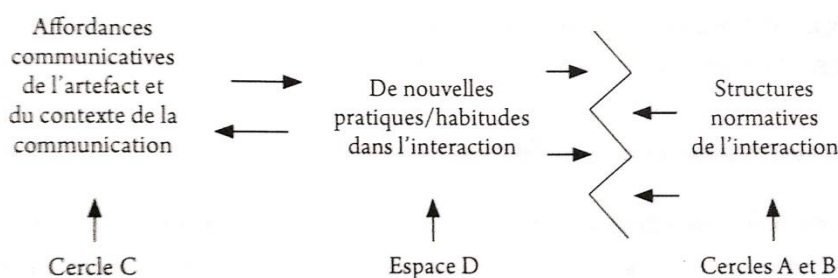 Affordances
communicatives
de l'artefact et
du contexte de la
communication
De nouvelles
pratiques/habitudes
dans l'interaction
Structures
normatives
de l'interaction
Cercle C
Espace D
Cercles A et B